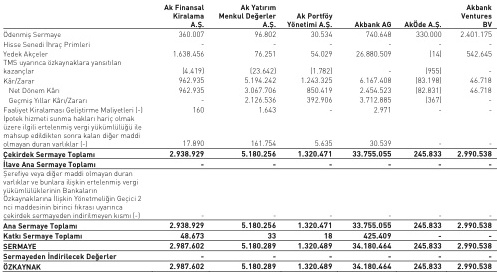 Ak Finansal Kiralama A.Ş. Ak Yatırım Menkul Değerler A.Ş. Ak Portföy Yönetimi A.Ş. Akbank AG AkÖde A.Ş. Akbank Ventures BV
Ödenmiş Sermaye 360.007 96.802 30.534 740.648 330.000 2.401.175
Hisse Senedi İhraç Primleri - - - - - -
Yedek Akçeler 1.638.456 76.251 54.029 26.880.509 (14) 542.645
TMS uyarınca özkaynaklara yansıtılan
kazançlar (4.419) (23.642) (1.782) - (955) -
Kâr/Zarar 962.935 5.194.242 1.243.325 6.167.408 (83.198) 46.718
Net Dönem Kârı 962.935 3.067.706 850.419 2.454.523 (82.831) 46.718
Geçmiş Yıllar Kârı/Zararı - 2.126.536 392.906 3.712.885 (367) -
Faaliyet Kiralaması Geliştirme Maliyetleri (-) 160 1.643 - 2.971 - -
İpotek hizmeti sunma hakları hariç olmak
üzere ilgili ertelenmiş vergi yükümlülüğü ile
mahsup edildikten sonra kalan diğer maddi
olmayan duran varlıklar (-) 17.890 161.754 5.635 30.539 - -
Çekirdek Sermaye Toplamı 2.938.929 5.180.256 1.320.471 33.755.055 245.833 2.990.538
İlave Ana Sermaye Toplamı - - - - - -
Şerefiye veya diğer maddi olmayan duran
varlıklar ve bunlara ilişkin ertelenmiş vergi
yükümlülüklerinin Bankaların
Özkaynaklarına İlişkin Yönetmeliğin Geçici 2
nci maddesinin birinci fıkrası uyarınca
çekirdek sermayeden indirilmeyen kısmı (-) - - - - - -
Ana Sermaye Toplamı 2.938.929 5.180.256 1.320.471 33.755.055 245.833 2.990.538
Katkı Sermaye Toplamı 48.673 33 18 425.409 - -
SERMAYE 2.987.602 5.180.289 1.320.489 34.180.464 245.833 2.990.538
Sermayeden İndirilecek Değerler - - - - - -
ÖZKAYNAK 2.987.602 5.180.289 1.320.489 34.180.464 245.833 2.990.538